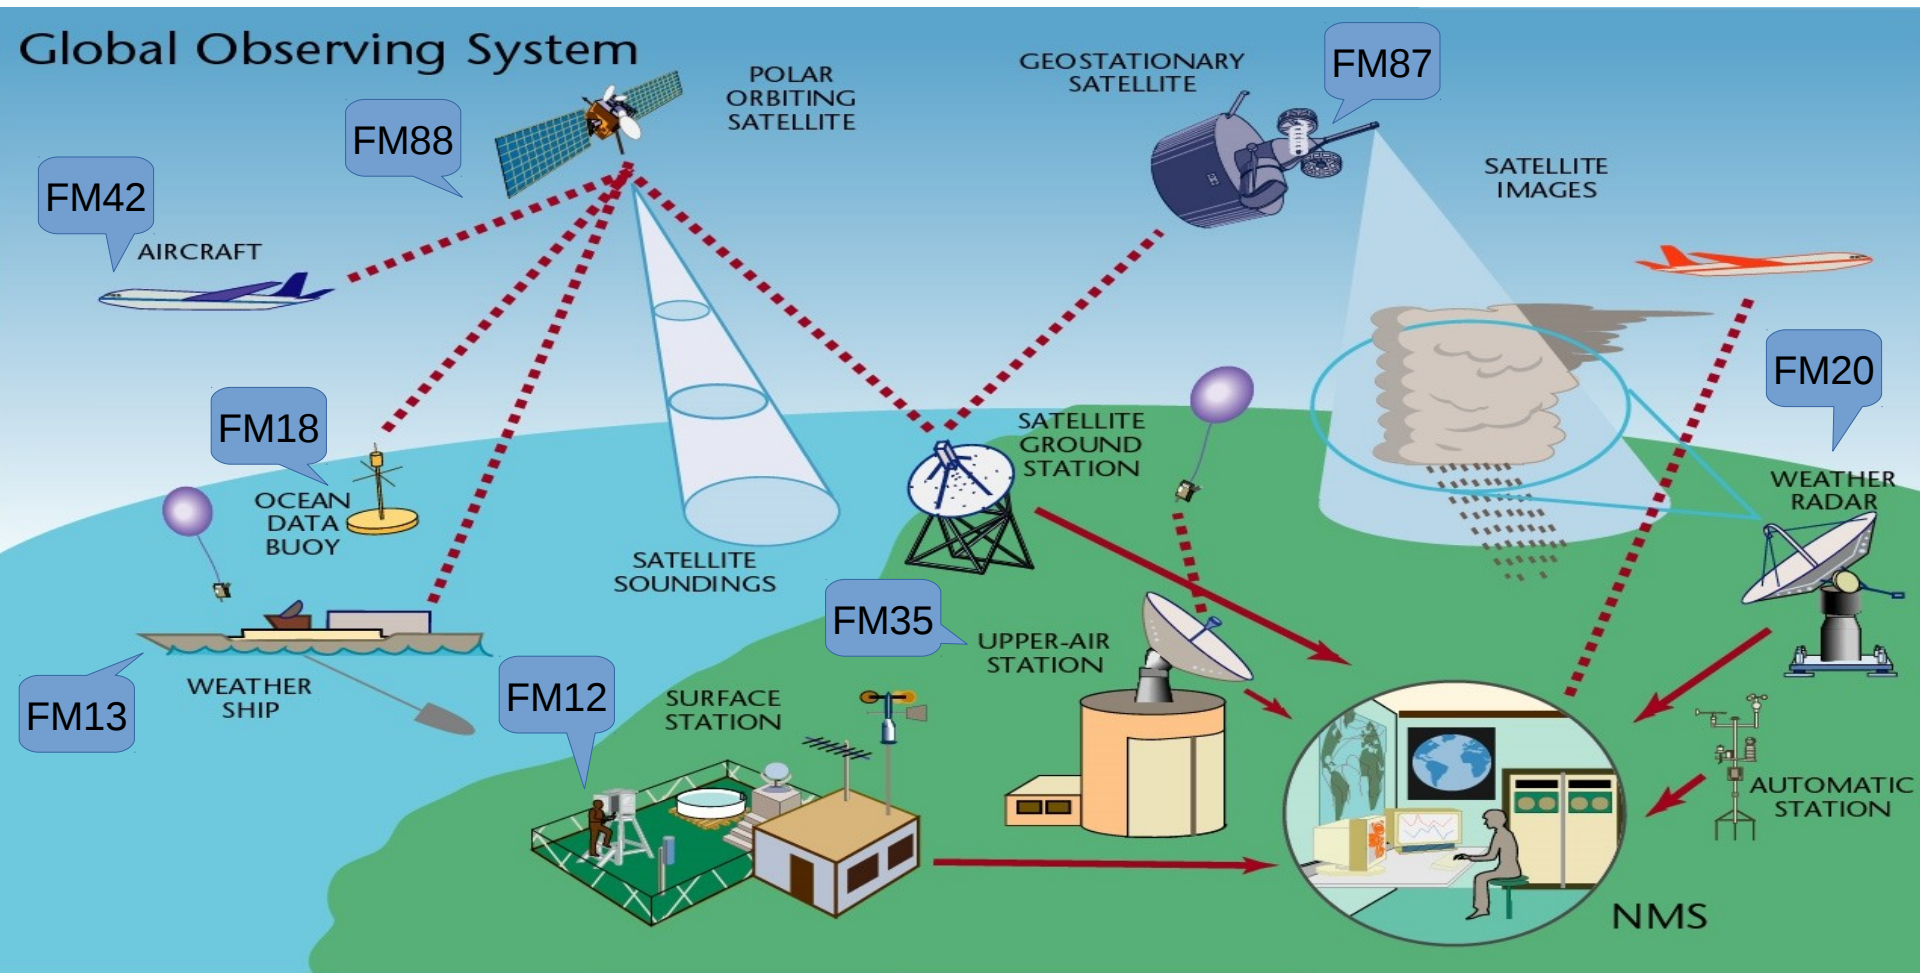 Global Observing System
POLAR
ORBITING
SATELLITE
GEOSTATIONARY
SATELLITE
FM87
FM88
FM42
AIRCRAFT
SATELLITE
IMAGES
FM20
FM18
OCEAN
DATA
BUOY
SATELLITE
GROUND
STATION
WEATHER
RADAR
SATELLITE
SOUNDINGS
FM35
UPPER-AIR
STATION
FM13
WEATHER
SHIP
FM12
SURFACE
STATION
AUTOMATIC
STATION
NMS